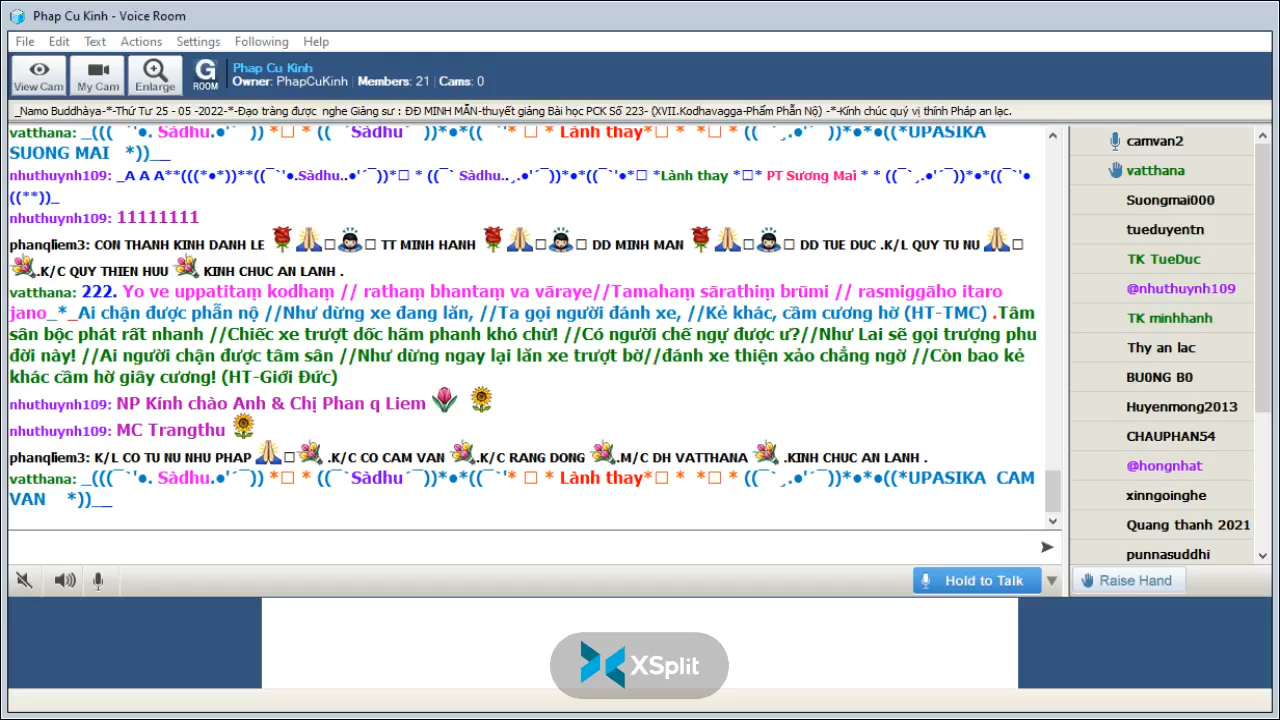 Phap Cu Kinh - Voice Room
File Edit Text Actions Settings Following Help
View Cam My Cam Enlarge G ROOM
Phap Cu Kinh
Owner: PhapCuKinh | Members: 21 | Cams: 0
_Namo Buddhàya-*-Thứ Tư 25 - 05 -2022-*-Đạo tràng được nghe Giảng sư : ĐĐ MINH MẪN-thuyết giảng Bài học PCK Số 223- (XVII.Kodhavagga-Phẩm Phẫn Nộ) -*-Kính chúc quý vị thính Pháp an lạc.
vatthana: _(((¯`'●. Sàdhu.●'´¯)) *□ * ((¯`Sàdhu´¯))*●*((¯`'* □ * Lành thay*□ * *□ * ((¯`¸.●'´¯))*●*●((*UPASIKA
SUONG MAI *))__
nhuthuynh109: _A A A**(((*●*))**((¯`'●.Sàdhu..●'´¯))*□ * ((¯` Sàdhu..¸.●'´¯))*●*((¯`'●*□ *Lành thay *□* PT Sương Mai * * ((¯`¸.●'´¯))*●*((¯`'●
((**))_
nhuthuynh109: 11111111
phanqliem3: CON THANH KINH DANH LE □ □ TT MINH HANH □ □ DD MINH MAN □ □ DD TUE DUC .K/L QUY TU NU □
.K/C QUY THIEN HUU KINH CHUC AN LANH .
vatthana: 222. Yo ve uppatitaṃ kodhaṃ // rathaṃ bhantaṃ va vāraye//Tamahaṃ sārathiṃ brūmi // rasmiggāho itaro
jano_*_Ai chận được phẫn nộ //Như dừng xe đang lăn, //Ta gọi người đánh xe, //Kẻ khác, cầm cương hờ (HT-TMC) .Tâm
sân bộc phát rất nhanh //Chiếc xe trượt dốc hãm phanh khó chừ! //Có người chế ngự được ư?//Như Lai sẽ gọi trượng phu
đời này! //Ai người chận được tâm sân //Như dừng ngay lại lăn xe trượt bờ//đánh xe thiện xảo chẳng ngờ //Còn bao kẻ
khác cầm hờ giây cương! (HT-Giới Đức)
nhuthuynh109: NP Kính chào Anh & Chị Phan q Liem
nhuthuynh109: MC Trangthu
phanqliem3: K/L CO TU NU NHU PHAP □ .K/C CO CAM VAN .K/C RANG DONG .M/C DH VATTHANA .KINH CHUC AN LANH .
vatthana: _(((¯`'●. Sàdhu.●'´¯)) *□ * ((¯`Sàdhu´¯))*●*((¯`'* □ * Lành thay*□ * *□ * ((¯`¸.●'´¯))*●*●((*UPASIKA CAM
VAN *))__
camvan2
vatthana
Suongmai000
tueduyentn
TK TueDuc
@nhuthuynh109
TK minhhanh
Thy an lac
BU0NG B0
Huyenmong2013
CHAUPHAN54
@hongnhat
xinngoinghe
Quang thanh 2021
punnasuddhi
Hold to Talk
Raise Hand
XSplit